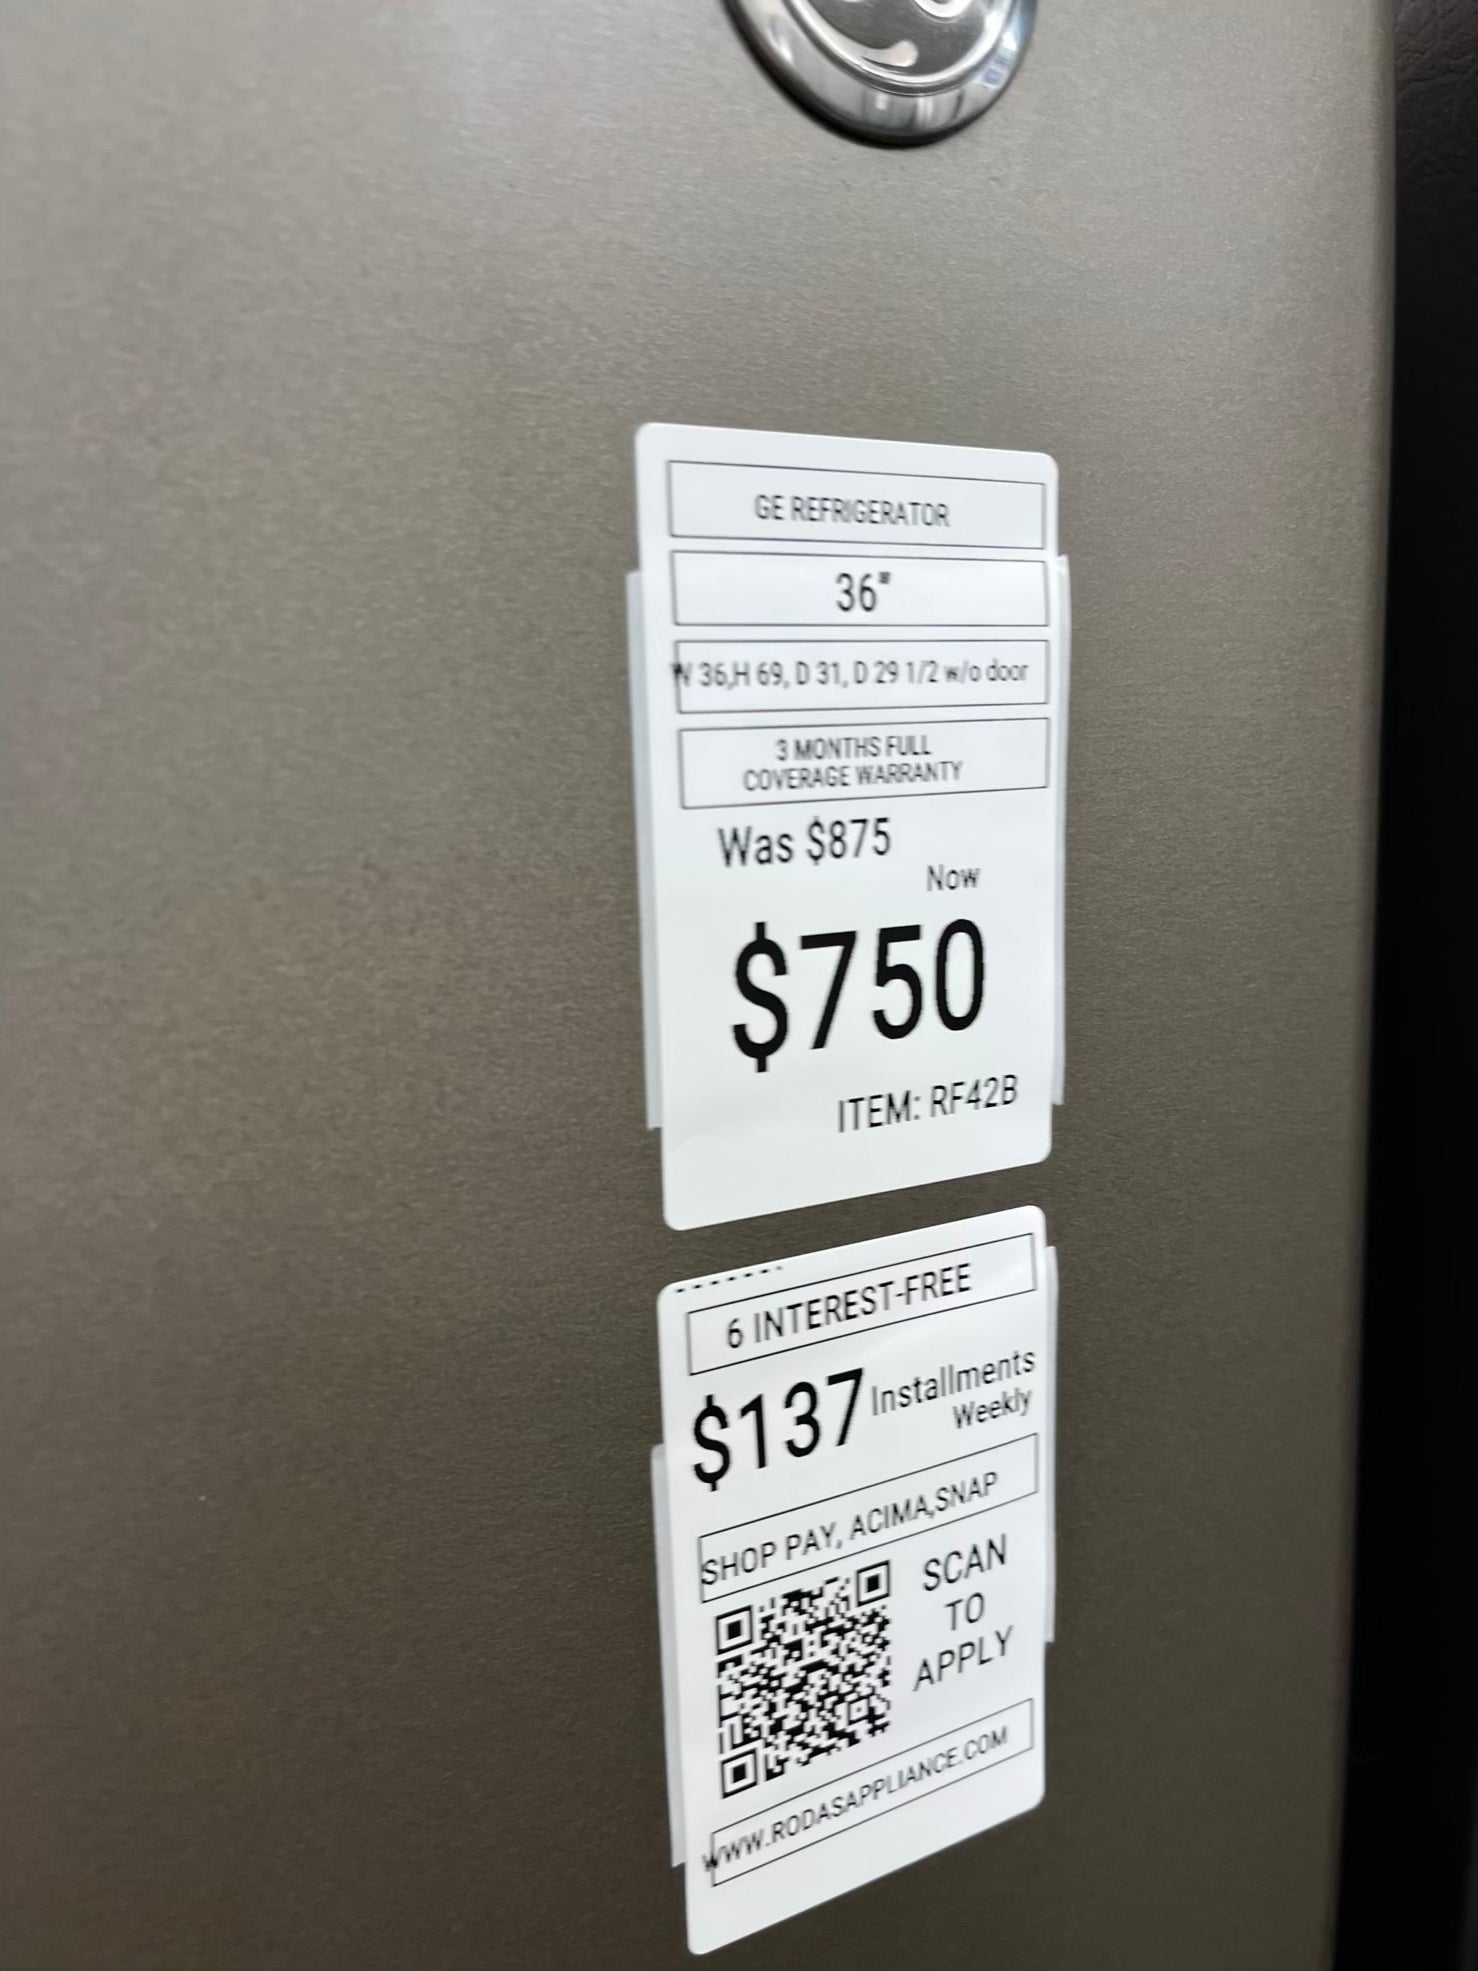 GE REFRIGERATOR
36"
W 36,H 69, D 31, D 29 1/2 w/o door
3 MONTHS FULL
COVERAGE WARRANTY
Was $875
Now
$750
ITEM: RF42B
6 INTEREST-FREE
$137 Installments
Weekly
SHOP PAY, ACIMA,SNAP
SCAN
TO
APPLY
WWW.RODASAPPLIANCE.COM